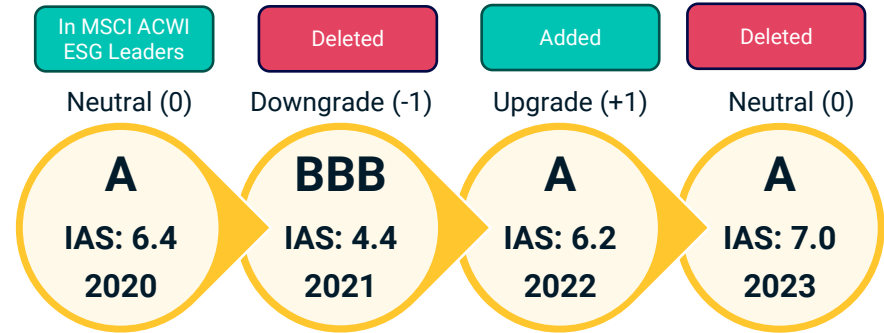 In MSCI ACWI
ESG Leaders
Deleted
Added
Deleted
Neutral (0)
Downgrade (-1)
Upgrade (+1)
Neutral (0)
A
IAS: 6.4
2020
BBB
IAS: 4.4
2021
A
IAS: 6.2
2022
A
IAS: 7.0
2023